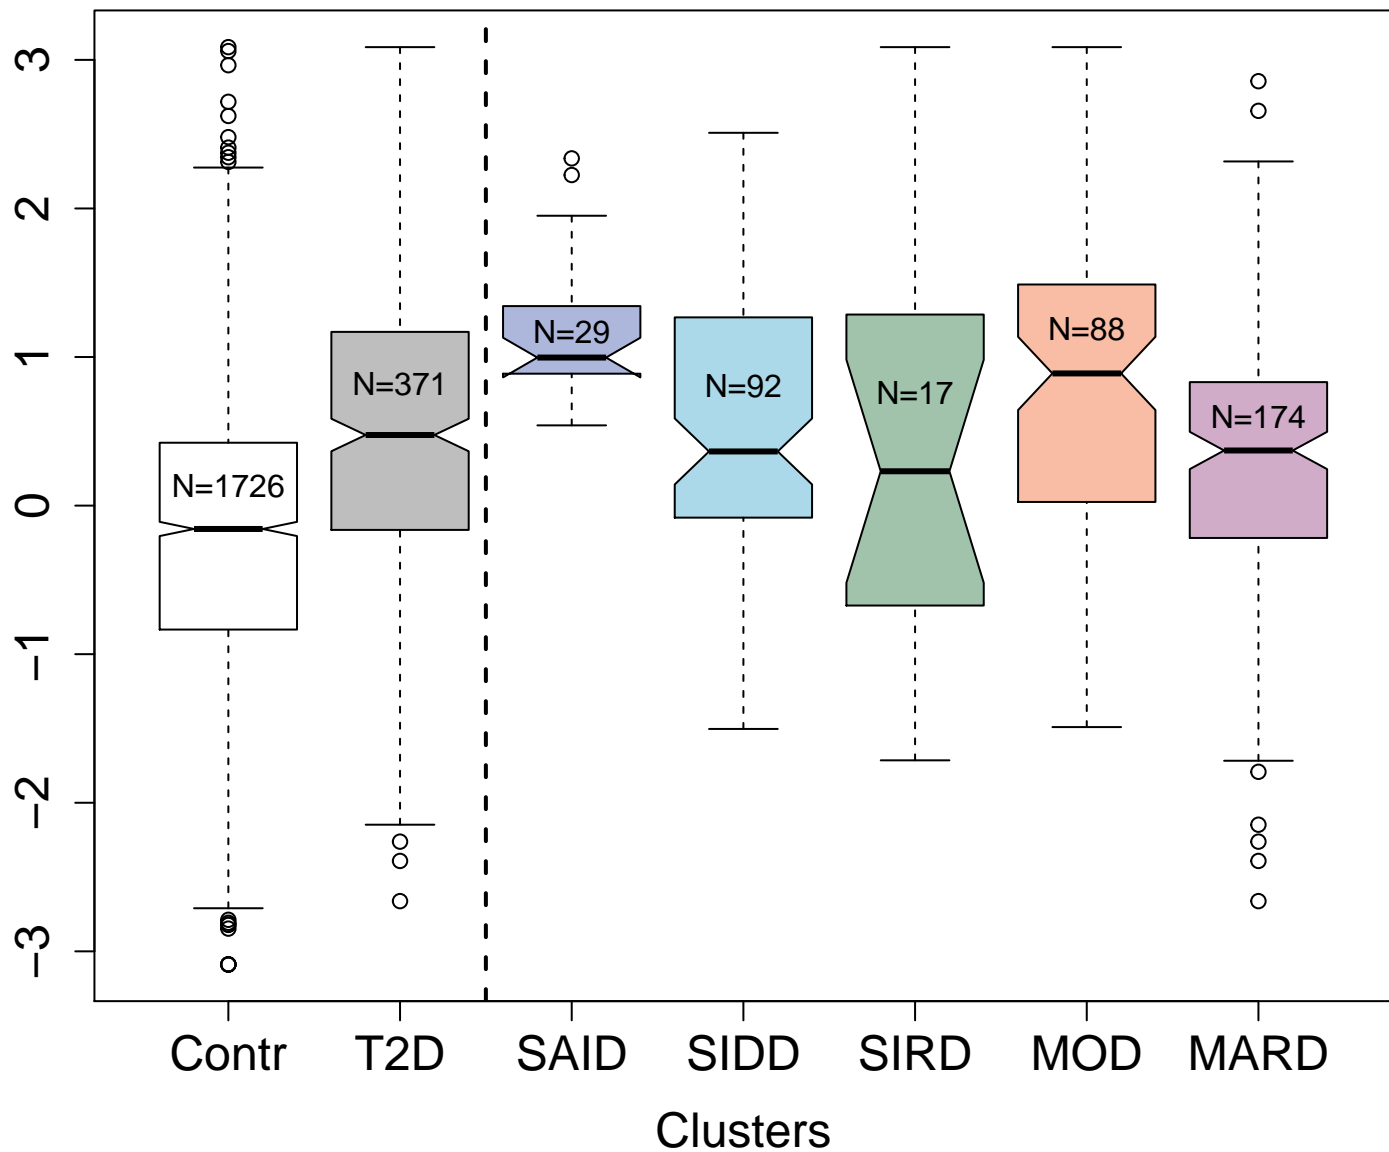 3
2
1
0
−1
−2
−3
N=1726
N=371
N=29
N=92
N=17
N=88
N=174
Contr T2D SAID SIDD SIRD MOD MARD
Clusters